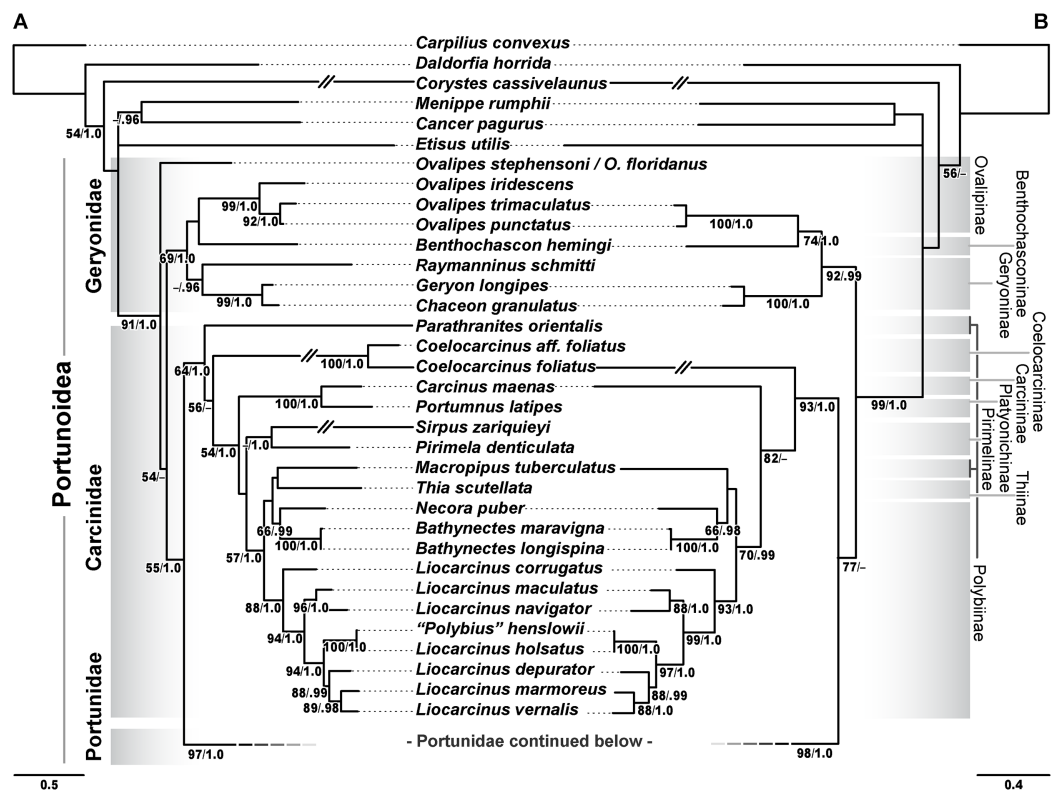 A
B
Carpilius convexus
Daldorfia horrida
Corystes cassivelaunus
Menippe rumphii
–/.96
Cancer pagurus
54/1.0
Etisus utilis
Ovalipes stephensoni / O. floridanus
56/–
Ovalipinae
Ovalipes iridescens
Benthochasconinae
99/1.0
Ovalipes trimaculatus
92/1.0
Ovalipes punctatus
100/1.0
Geryonidae
Benthochascon hemingi
74/1.0
69/1.0
Raymanninus schmitti
92/.99
Geryoninae
–/.96
Geryon longipes
99/1.0
Chaceon granulatus
100/1.0
91/1.0
Parathranites orientalis
Coelocarcininae
Coelocarcinus aff. foliatus
100/1.0
Coelocarcinus foliatus
64/1.0
Carcinus maenas
Carcininae
56/–
100/1.0
Portumnus latipes
93/1.0
99/1.0
Platyonichinae
Portunoidea
Sirpus zariquieyi
Pirimelinae
54/1.0
–/1.0
Pirimela denticulata
82/–
Macropipus tuberculatus
54/–
Thia scutellata
Thiinae
Carcinidae
Necora puber
66/.99
66/.98
Bathynectes maravigna
100/1.0
100/1.0
Bathynectes longispina
57/1.0
70/.99
55/1.0
Liocarcinus corrugatus
77/–
Liocarcinus maculatus
Polybiinae
88/1.0
96/1.0
Liocarcinus navigator
88/1.0
93/1.0
“Polybius” henslowii
94/1.0
99/1.0
100/1.0
Liocarcinus holsatus
100/1.0
94/1.0
Liocarcinus depurator
97/1.0
88/.99
Liocarcinus marmoreus
88/.99
89/.98
Liocarcinus vernalis
88/1.0
Portunidae
- Portunidae continued below -
97/1.0
98/1.0
0.5
0.4